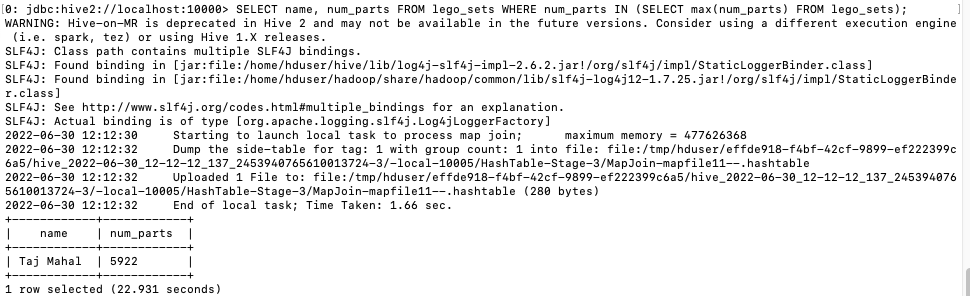 [0: jdbc:hive2://localhost:10000> SELECT name, num_parts FROM lego_sets WHERE num_parts IN (SELECT max(num_parts) FROM lego_sets); ]
WARNING: Hive-on-MR is deprecated in Hive 2 and may not be available in the future versions. Consider using a different execution engine
 (i.e. spark, tez) or using Hive 1.X releases.
SLF4J: Class path contains multiple SLF4J bindings.
SLF4J: Found binding in [jar:file:/home/hduser/hive/lib/log4j-slf4j-impl-2.6.2.jar!/org/slf4j/impl/StaticLoggerBinder.class]
SLF4J: Found binding in [jar:file:/home/hduser/hadoop/share/hadoop/common/lib/slf4j-log4j12-1.7.25.jar!/org/slf4j/impl/StaticLoggerBinde
r.class]
SLF4J: See http://www.slf4j.org/codes.html#multiple_bindings for an explanation.
SLF4J: Actual binding is of type [org.apache.logging.slf4j.Log4jLoggerFactory]
2022-06-30 12:12:30     Starting to launch local task to process map join;      maximum memory = 477626368
2022-06-30 12:12:32     Dump the side-table for tag: 1 with group count: 1 into file: file:/tmp/hduser/effde918-f4bf-42cf-9899-ef222399c
6a5/hive_2022-06-30_12-12-12_137_2453940765610013724-3/-local-10005/HashTable-Stage-3/MapJoin-mapfile11--.hashtable
2022-06-30 12:12:32     Uploaded 1 File to: file:/tmp/hduser/effde918-f4bf-42cf-9899-ef222399c6a5/hive_2022-06-30_12-12-12_137_245394076
5610013724-3/-local-10005/HashTable-Stage-3/MapJoin-mapfile11--.hashtable (280 bytes)
2022-06-30 12:12:32     End of local task; Time Taken: 1.66 sec.
+------------+------------+
|    name    | num_parts  |
+------------+------------+
| Taj Mahal  | 5922       |
+------------+------------+
1 row selected (22.931 seconds)